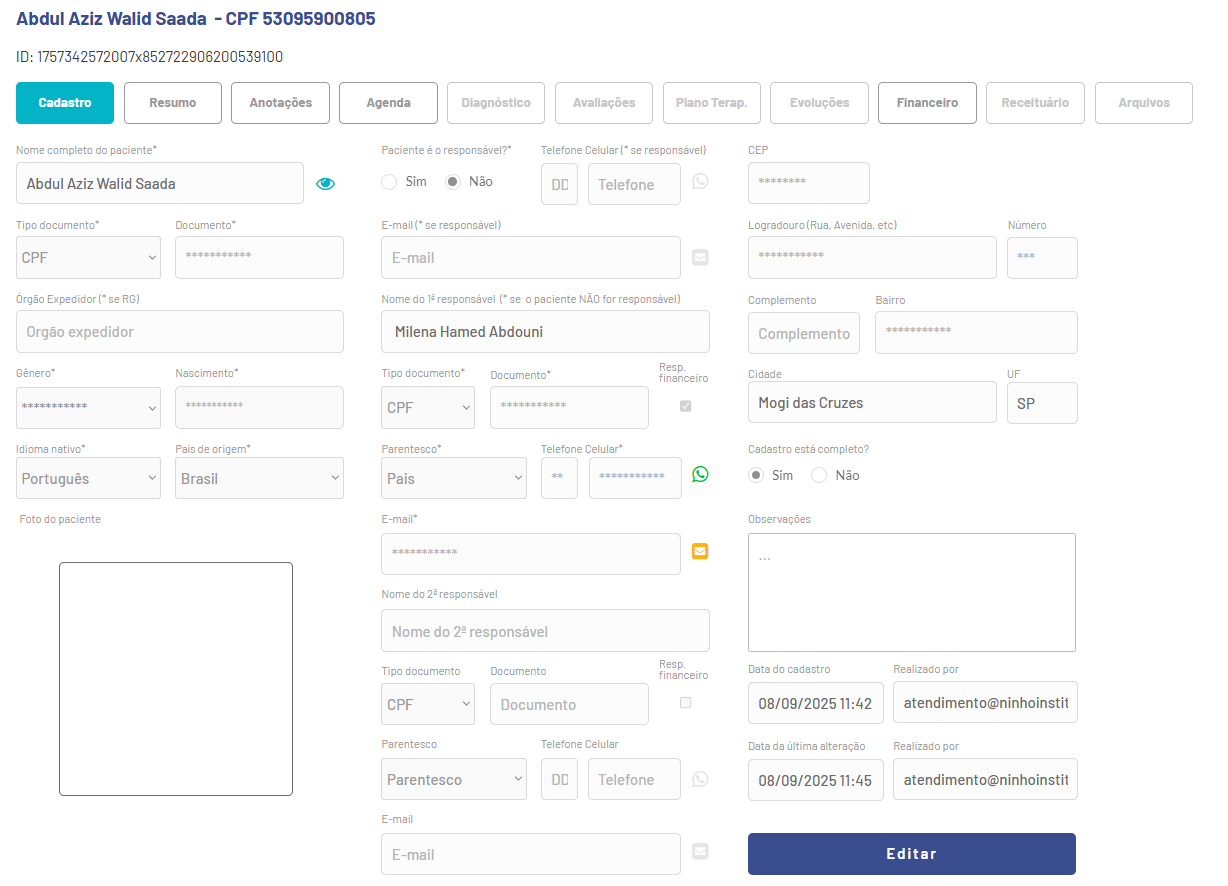 Abdul Aziz Walid Saada - CPF 53095900805
ID: 1757342572007x852722906200539100
Cadastro Resumo Anotações Agenda Diagnóstico Avaliações Plano Terap. Evoluções Financeiro Receituário Arquivos
Nome completo do paciente*
Abdul Aziz Walid Saada
Tipo documento* Documento*
CPF ***********
Órgão Expedidor (* se RG)
Orgão expedidor
Gênero* Nascimento*
*********** ***********
Idioma nativo* País de origem*
Português Brasil
Foto do paciente
Paciente é o responsável?* Telefone Celular (* se responsável)
Sim Não DD Telefone
E-mail (* se responsável)
E-mail
Nome do 1ª responsável (* se o paciente NÃO for responsável)
Milena Hamed Abdouni
Tipo documento* Documento* Resp. financeiro
CPF ***********
Parentesco* Telefone Celular*
Pais ** ***********
E-mail*
***********
Nome do 2ª responsável
Nome do 2ª responsável
Tipo documento Documento Resp. financeiro
CPF Documento
Parentesco Telefone Celular
Parentesco DD Telefone
E-mail
E-mail
CEP
********
Logradouro (Rua, Avenida, etc) Número
*********** ***
Complemento Bairro
Complemento ***********
Cidade UF
Mogi das Cruzes SP
Cadastro está completo?
Sim Não
Observações
...
Data do cadastro Realizado por
08/09/2025 11:42 atendimento@ninhoinstit
Data da última alteração Realizado por
08/09/2025 11:45 atendimento@ninhoinstit
Editar